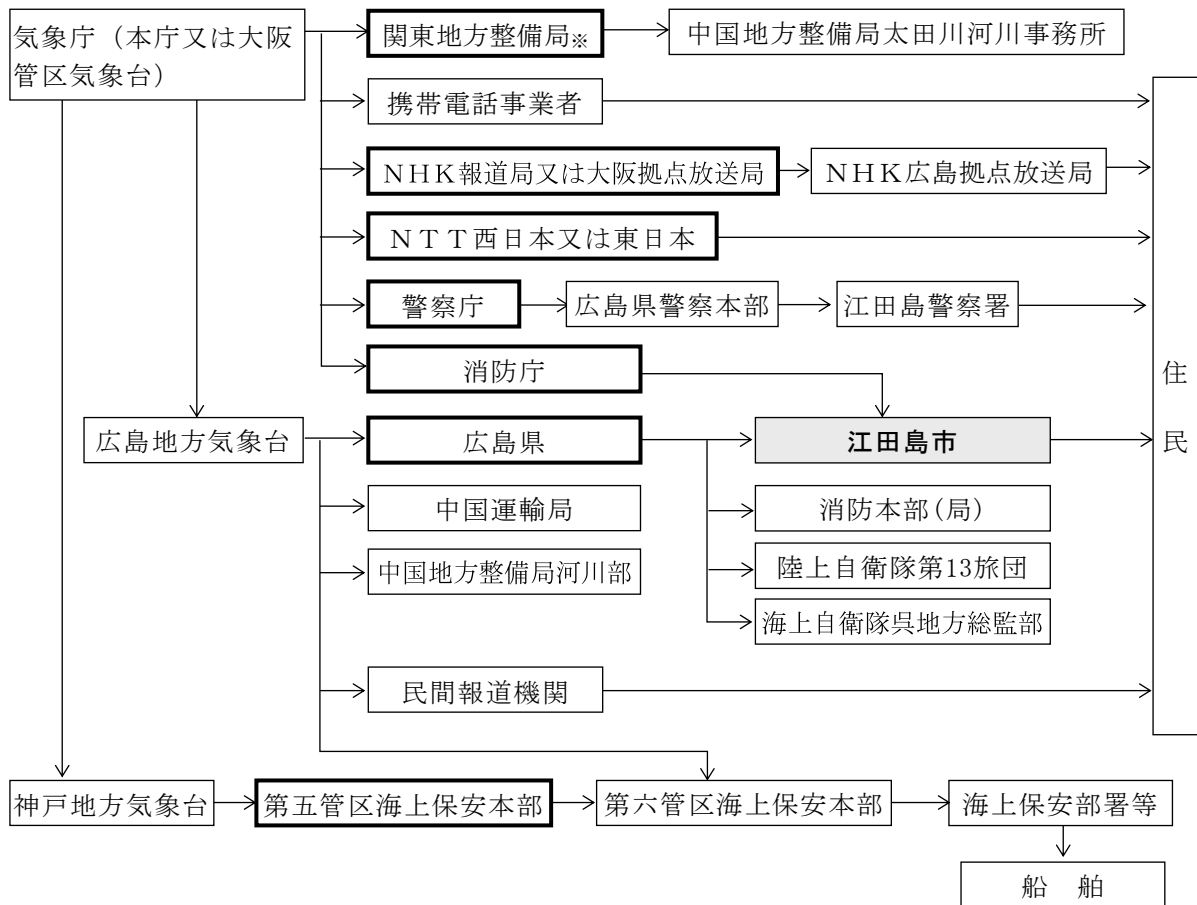 気象庁（本庁又は大阪
管区気象台）
関東地方整備局※
中国地方整備局太田川河川事務所
携帯電話事業者
ＮＨＫ報道局又は大阪拠点放送局
ＮＨＫ広島拠点放送局
ＮＴＴ西日本又は東日本
警察庁
広島県警察本部
江田島警察署
消防庁
住民
広島地方気象台
広島県
江田島市
中国運輸局
消防本部(局)
中国地方整備局河川部
陸上自衛隊第13旅団
海上自衛隊呉地方総監部
民間報道機関
神戸地方気象台
第五管区海上保安本部
第六管区海上保安本部
海上保安部署等
船　舶